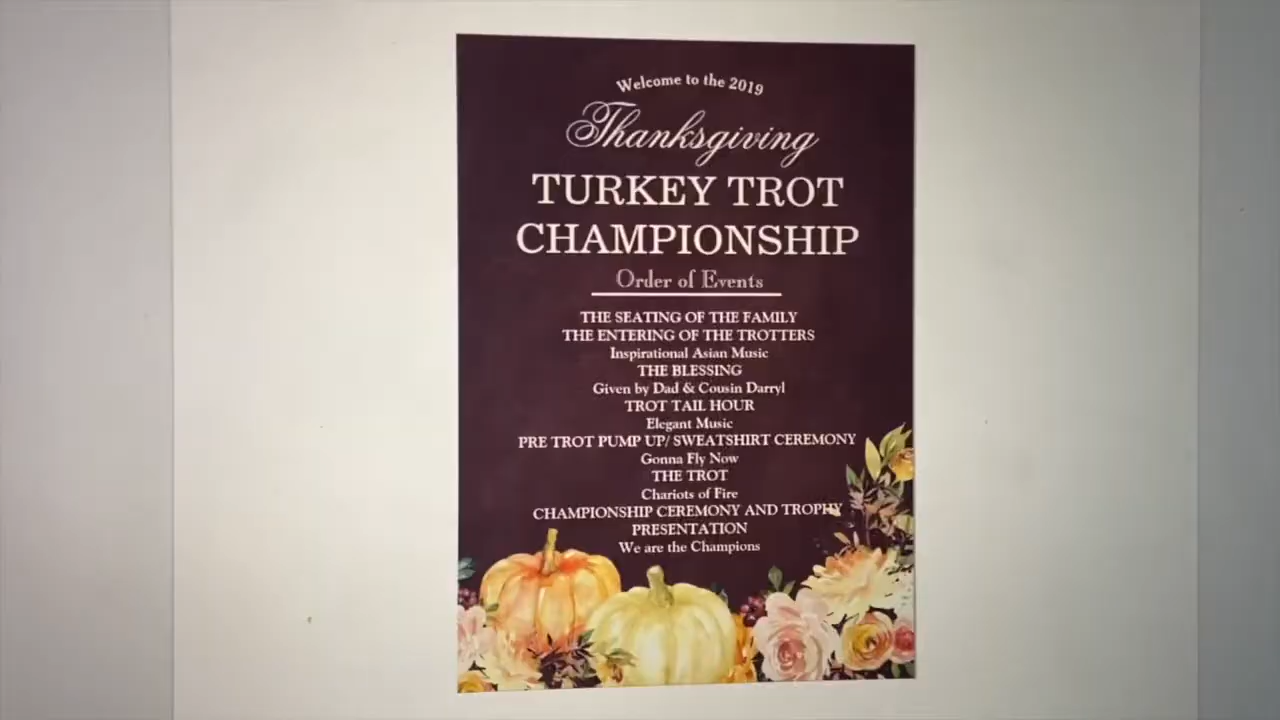 Welcome to the 2019
Thanksgiving
TURKEY TROT
CHAMPIONSHIP
Order of Events
THE SEATING OF THE FAMILY
THE ENTERING OF THE TROTTERS
Inspirational Asian Music
THE BLESSING
Given by Dad & Cousin Darryl
TROT TAIL HOUR
Elegant Music
PRE TROT PUMP UP/ SWEATSHIRT CEREMONY
Gonna Fly Now
THE TROT
Chariots of Fire
CHAMPIONSHIP CEREMONY AND TROPHY
PRESENTATION
We are the Champions